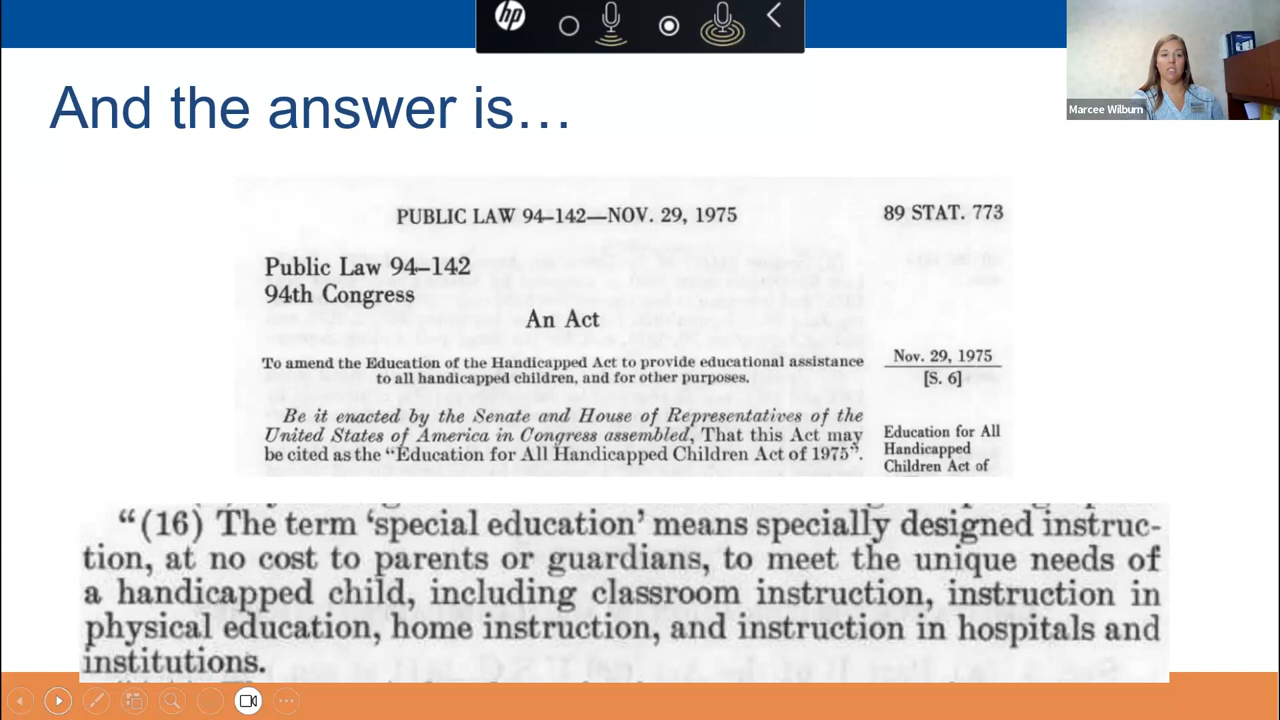 hp
Marcee Wilburn
And the answer is…
PUBLIC LAW 94–142—NOV. 29, 1975
89 STAT. 773
Public Law 94–142
94th Congress
An Act
To amend the Education of the Handicapped Act to provide educational assistance
to all handicapped children, and for other purposes.
Nov. 29, 1975
[S. 6]
Be it enacted by the Senate and House of Representatives of the
United States of America in Congress assembled, That this Act may
be cited as the “Education for All Handicapped Children Act of 1975”.
Education for All
Handicapped
Children Act of
“(16) The term ‘special education’ means specially designed instruc-
tion, at no cost to parents or guardians, to meet the unique needs of
a handicapped child, including classroom instruction, instruction in
physical education, home instruction, and instruction in hospitals and
institutions.